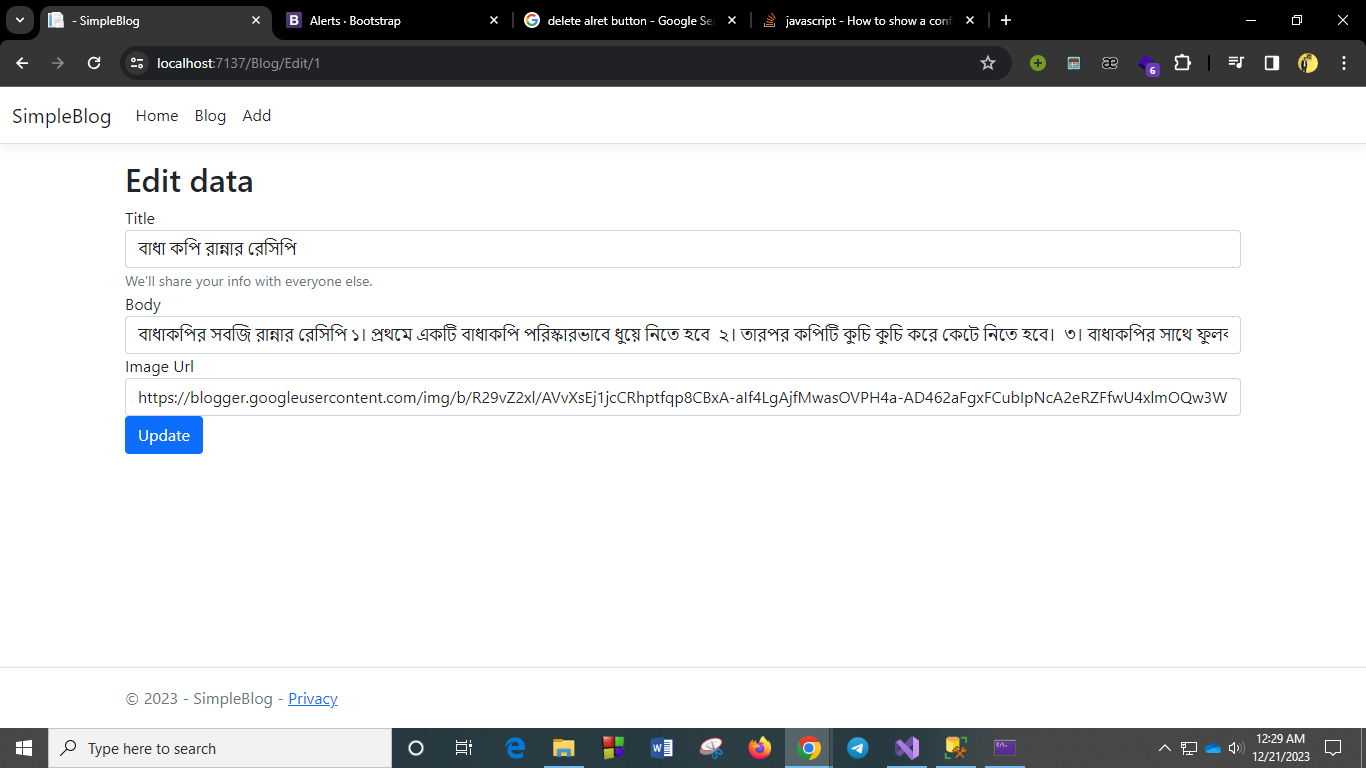 - SimpleBlog
Alerts · Bootstrap
delete alret button - Google Se
javascript - How to show a conf
localhost:7137/Blog/Edit/1
6
SimpleBlog Home Blog Add
Edit data
Title
বাধা কপি রান্নার রেসিপি
We'll share your info with everyone else.
Body
বাধাকপির সবজি রান্নার রেসিপি ১। প্রথমে একটি বাধাকপি পরিস্কারভাবে ধুয়ে নিতে হবে ২। তারপর কপিটি কুচি কুচি করে কেটে নিতে হবে। ৩। বাধাকপির সাথে
Image Url
https://blogger.googleusercontent.com/img/b/R29vZ2xl/AVvXsEj1jcCRhptfqp8CBxA-aIf4LgAjfMwasOVPH4a-AD462aFgxFCubIpNcA2eRZFfwU4xlmOQw3W
Update
© 2023 - SimpleBlog - Privacy
Type here to search
12:29 AM
12/21/2023